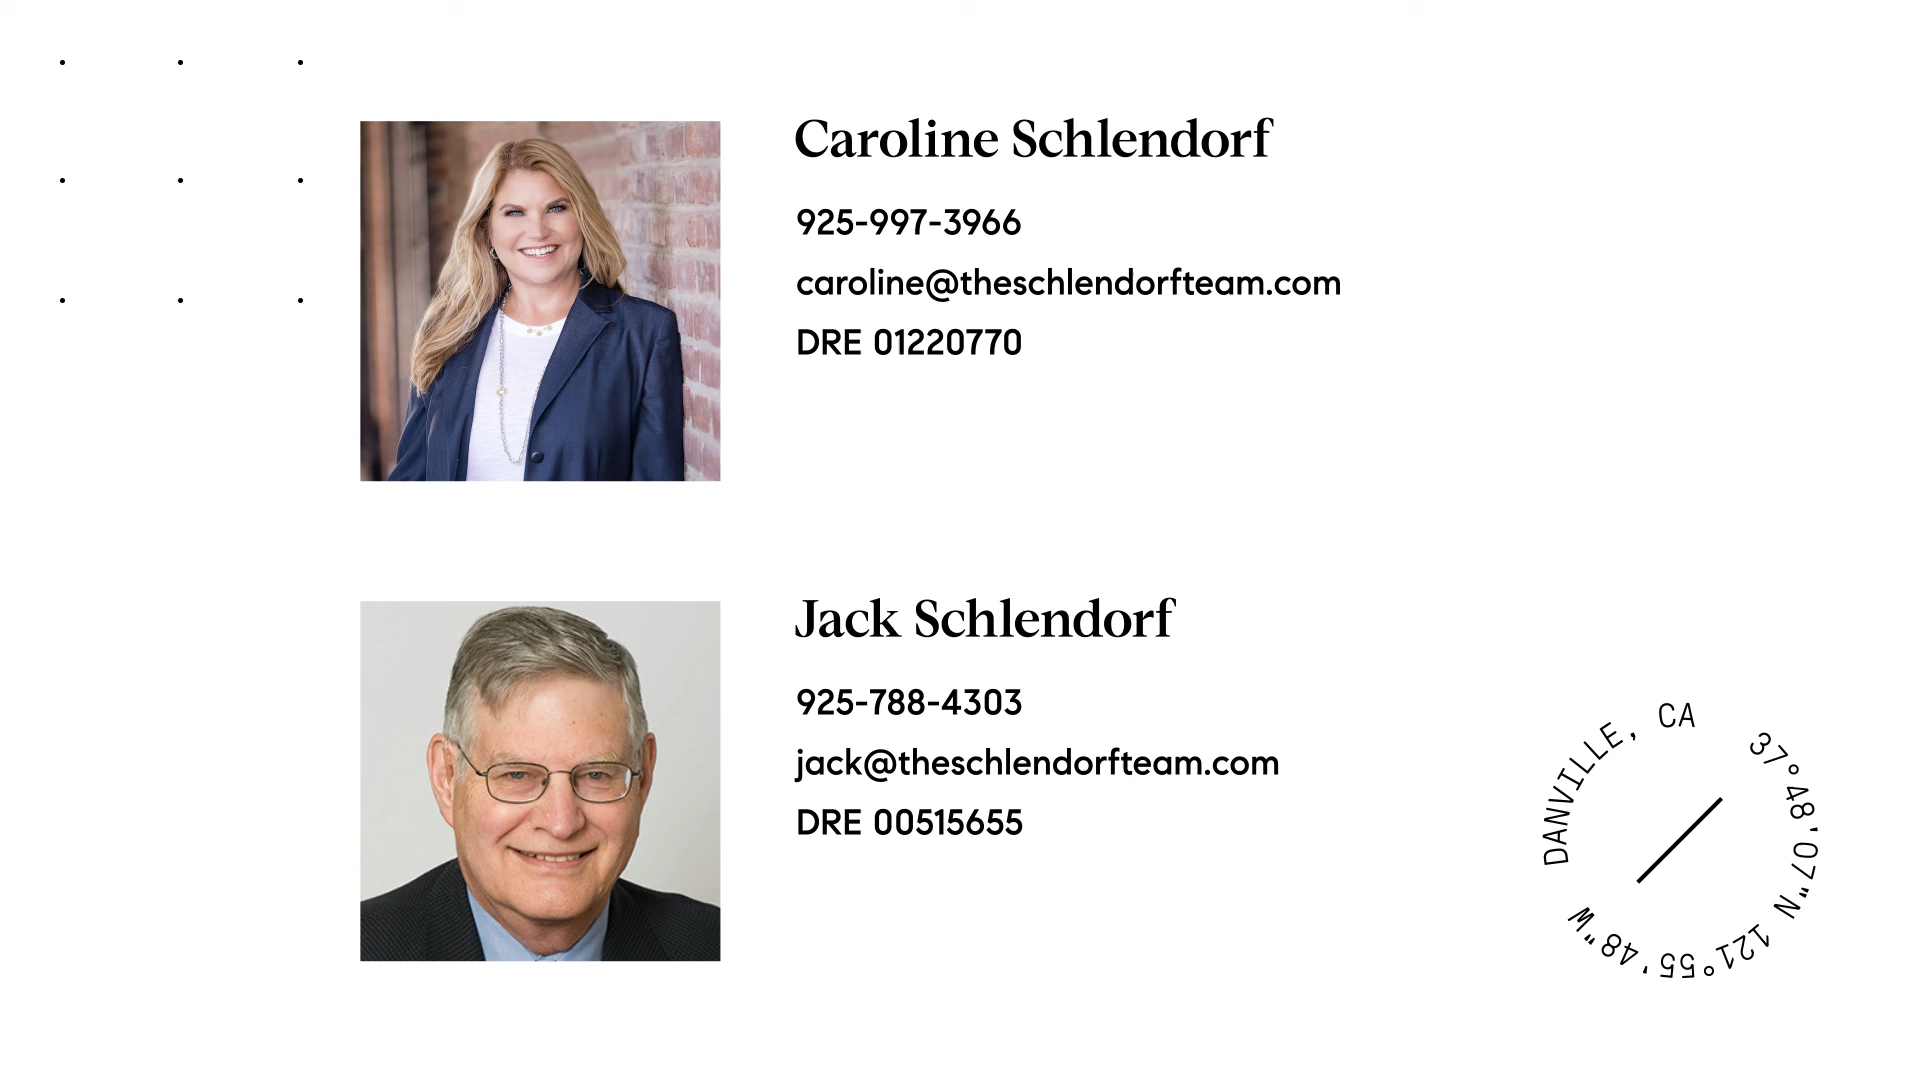 Caroline Schlendorf
925-997-3966
caroline@theschlendorfteam.com
DRE 01220770
Jack Schlendorf
925-788-4303
jack@theschlendorfteam.com
DRE 00515655
DANVILLE, CA
37°48'07"N 121°55'48"W